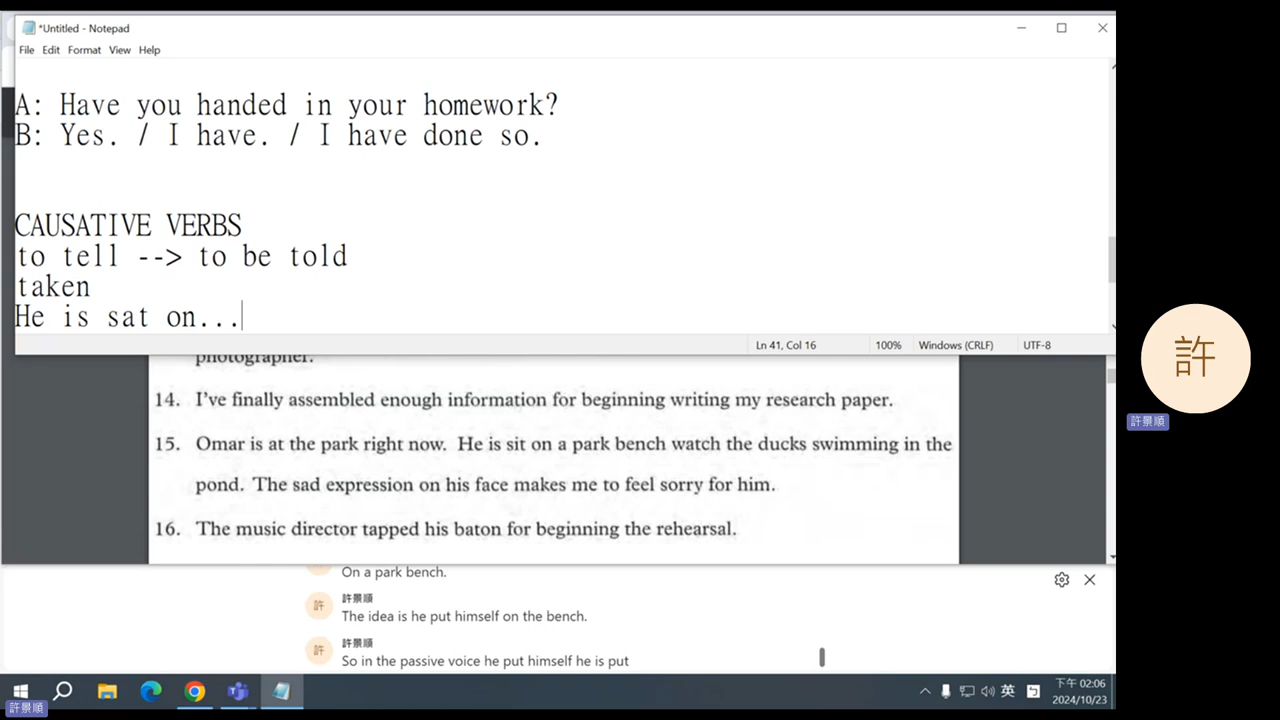 *Untitled - Notepad
File Edit Format View Help
A: Have you handed in your homework?
B: Yes. / I have. / I have done so.
CAUSATIVE VERBS
to tell --> to be told
taken
He is sat on...
Ln 41, Col 16 100% Windows (CRLF) UTF-8
photographer.
14. I've finally assembled enough information for beginning writing my research paper.
15. Omar is at the park right now. He is sit on a park bench watch the ducks swimming in the
pond. The sad expression on his face makes me to feel sorry for him.
16. The music director tapped his baton for beginning the rehearsal.
On a park bench.
許 許景順
The idea is he put himself on the bench.
許 許景順
So in the passive voice he put himself he is put
許
許景順
英 下午 02:06
2024/10/23
許景順